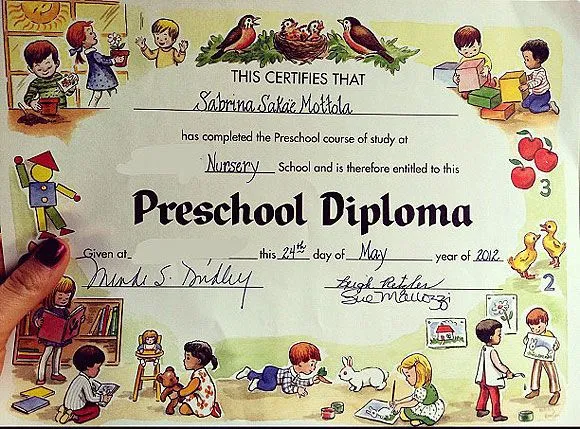 THIS CERTIFIES THAT
Sabrina Sakaë Mottola
has completed the Preschool course of study at
Nursery School and is therefore entitled to this
Preschool Diploma
Given at this 24th day of May year of 2012
3
2